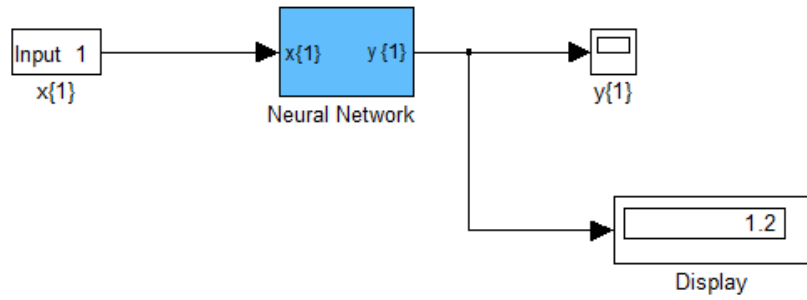 Input 1
x{1}
x{1} y{1}
Neural Network
y{1}
1.2
Display